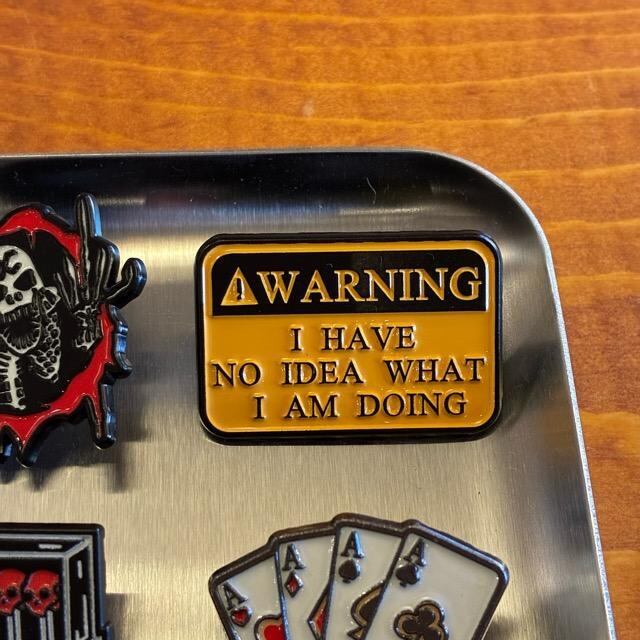 WARNING
I HAVE
NO IDEA WHAT
I AM DOING
A
A
A
A